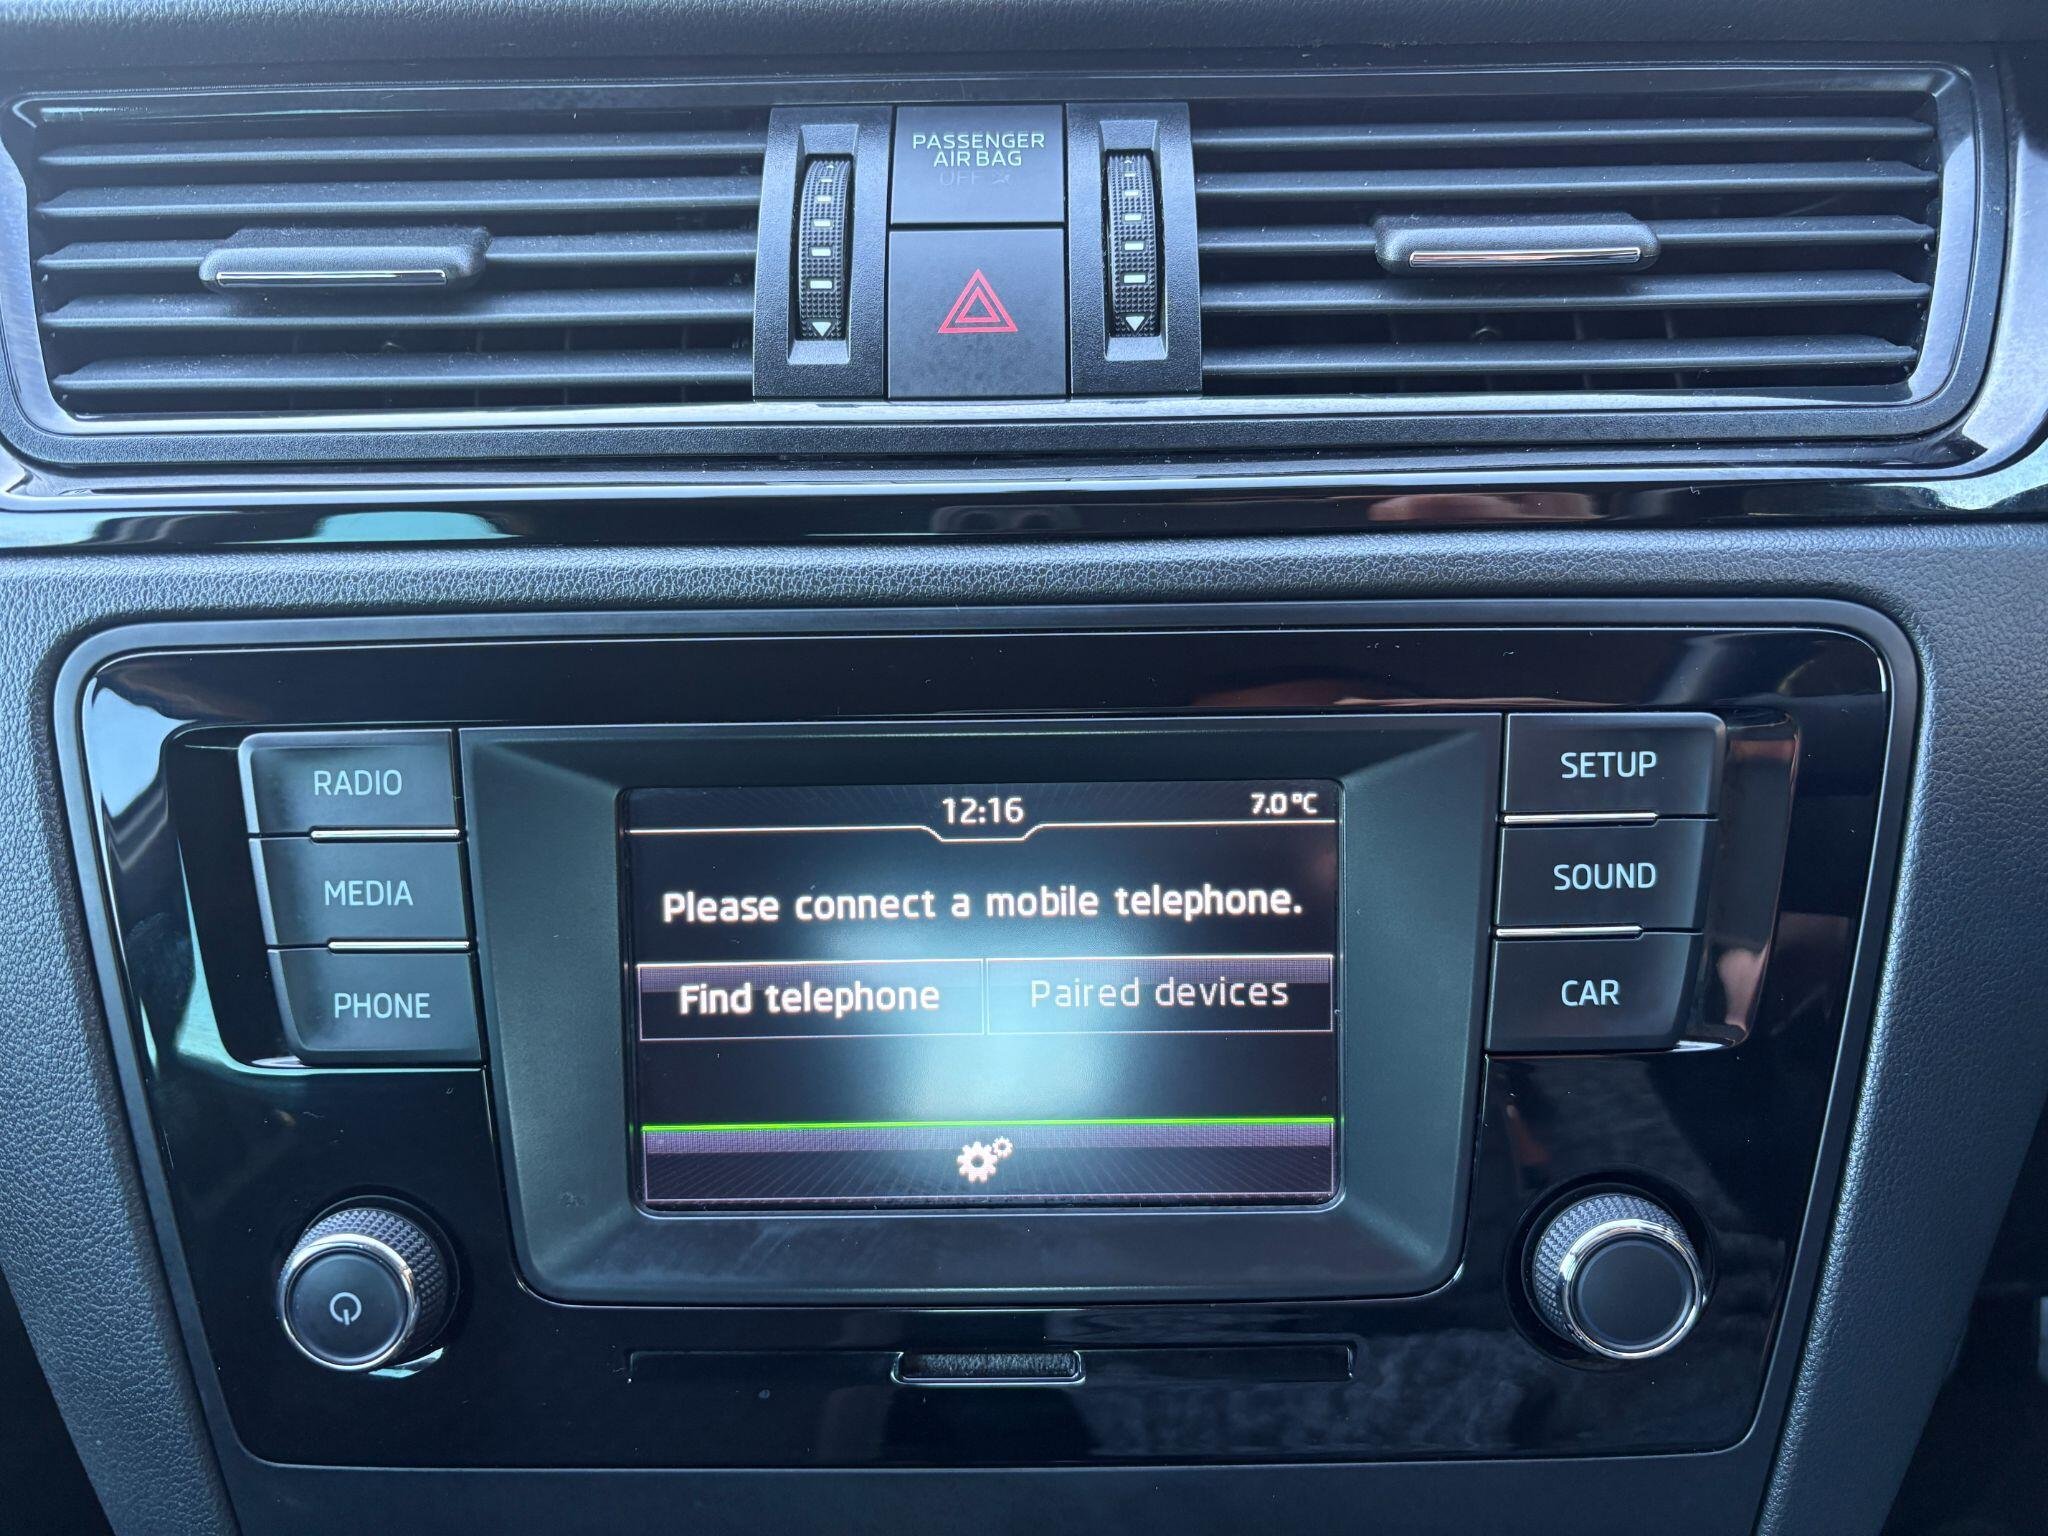 PASSENGER
AIR BAG
OFF
RADIO
MEDIA
PHONE
12:16
7.0°C
Please connect a mobile telephone.
Find telephone
Paired devices
SETUP
SOUND
CAR